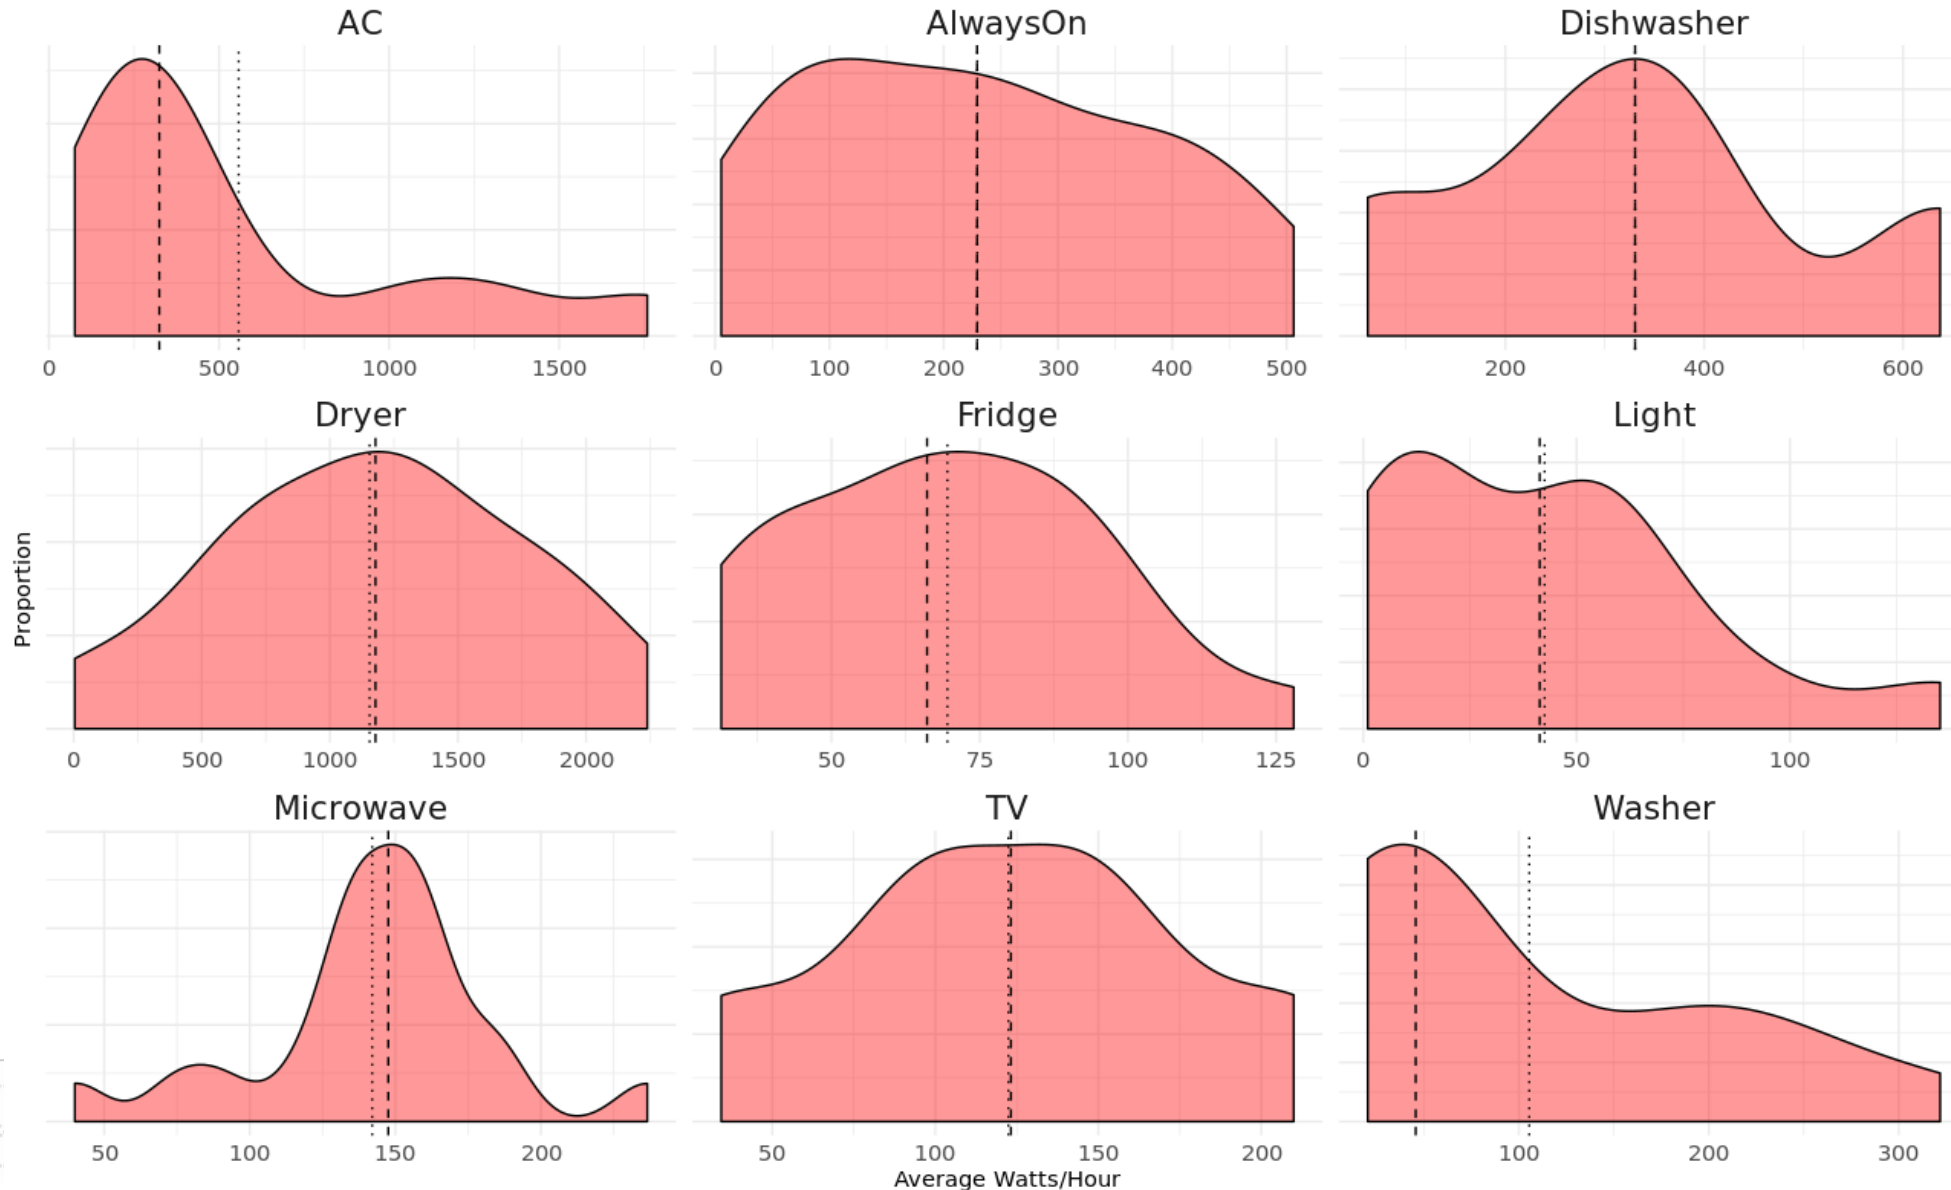 AC
AlwaysOn
Dishwasher
0 500 1000 1500
0 100 200 300 400 500
200 400 600
Dryer
Fridge
Light
0 500 1000 1500 2000
50 75 100 125
0 50 100
Proportion
Microwave
TV
Washer
50 100 150 200
50 100 150 200
100 200 300
Average Watts/Hour